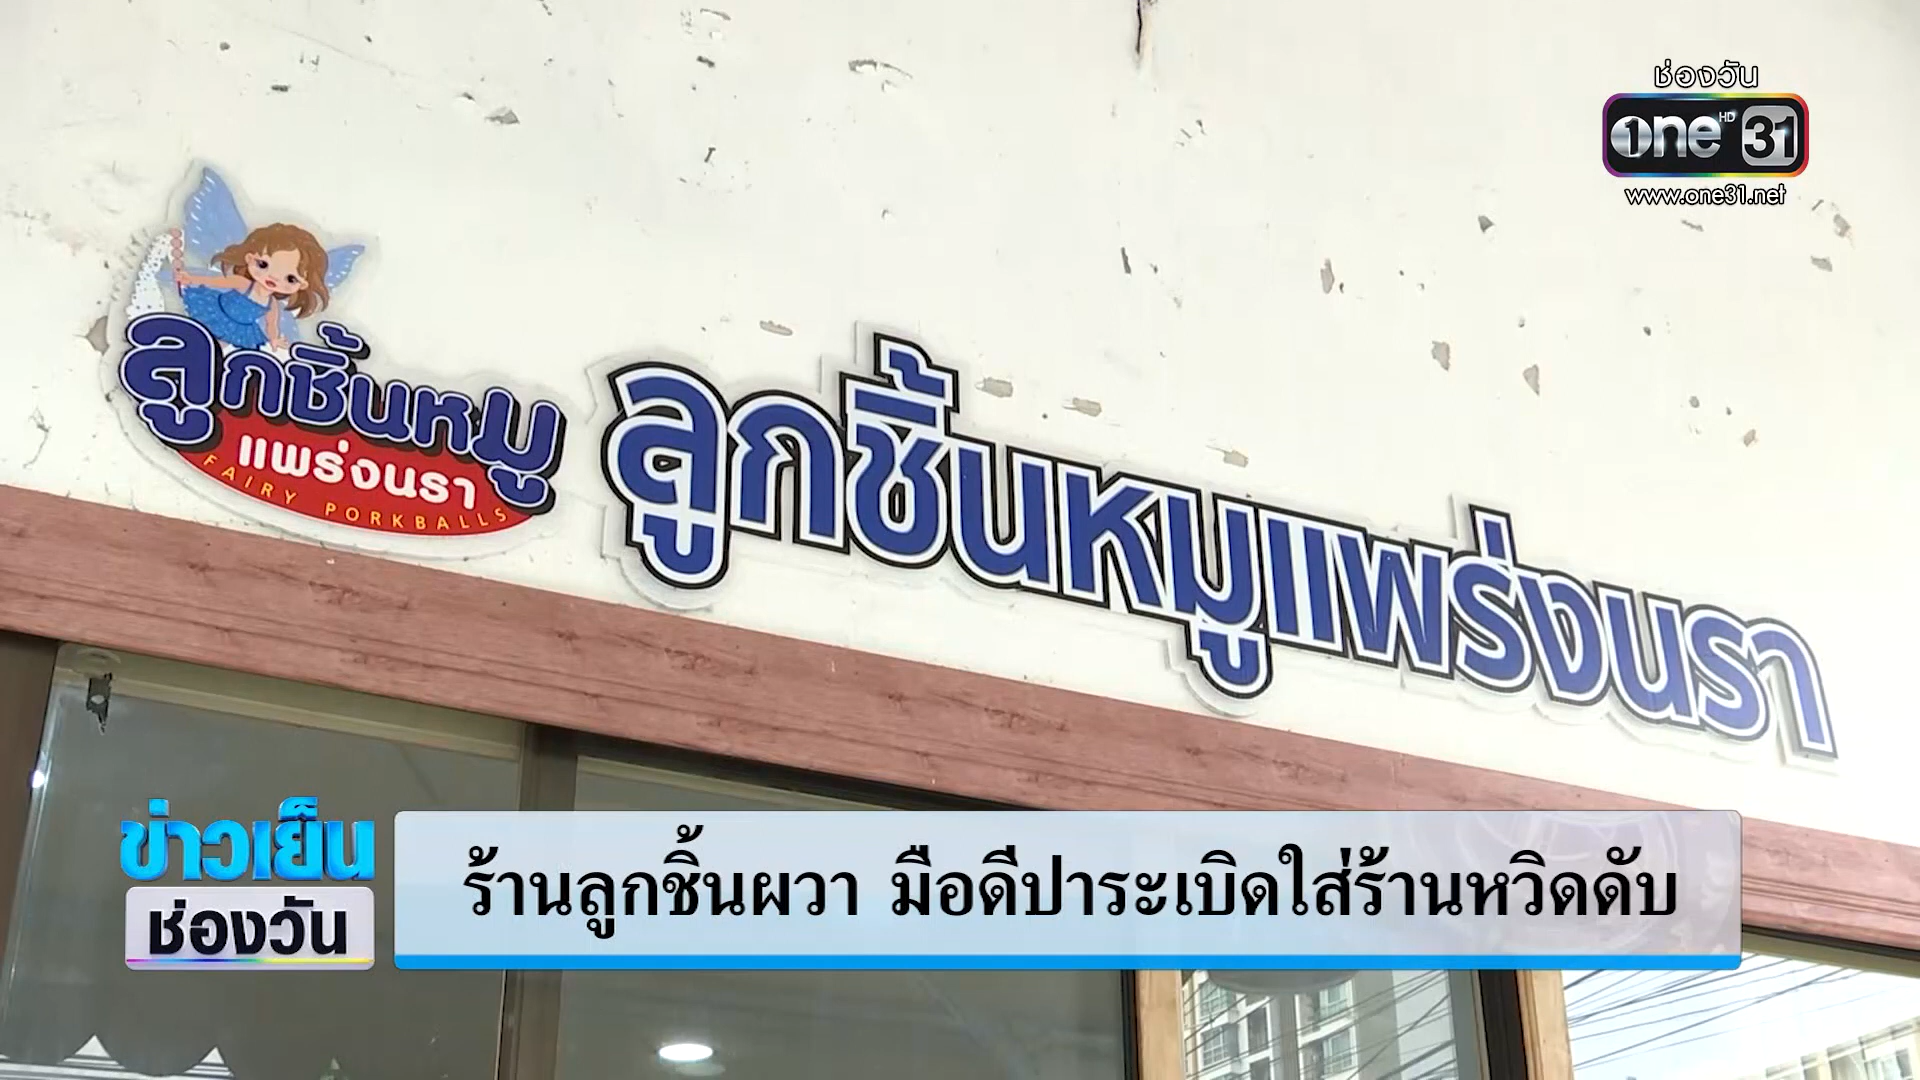 ช่องวัน
one HD 31
www.one31.net
ลูกชิ้นหมู
แพร่งนรา
FAIRY PORKBALLS
ลูกชิ้นหมูแพร่งนรา
ข่าวเย็น
ช่องวัน
ร้านลูกชิ้นผวา มือดีปาระเบิดใส่ร้านหวิดดับ